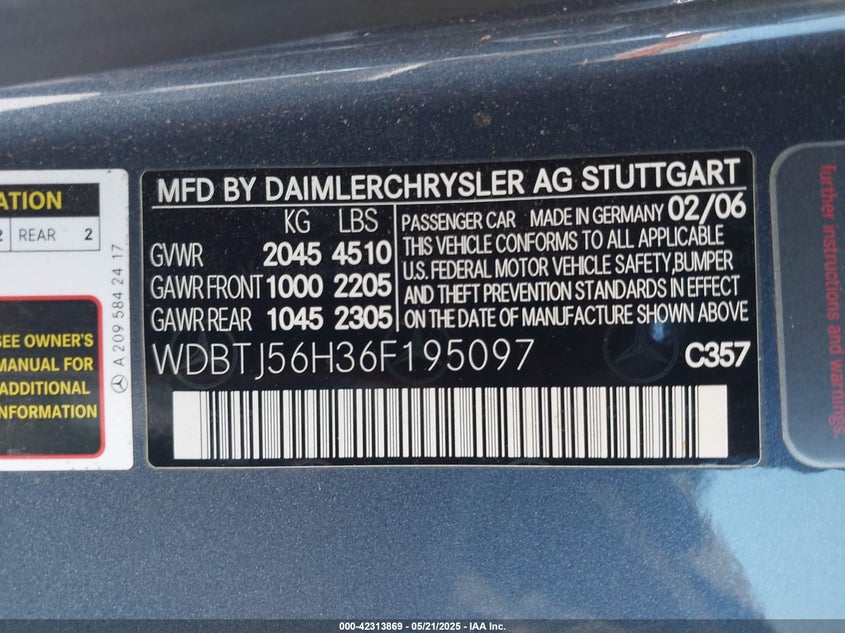 MFD BY DAIMLERCHRYSLER AG STUTTGART
KG LBS
GVWR 2045 4510
GAWR FRONT 1000 2205
GAWR REAR 1045 2305
PASSENGER CAR MADE IN GERMANY 02/06
THIS VEHICLE CONFORMS TO ALL APPLICABLE
U.S. FEDERAL MOTOR VEHICLE SAFETY,BUMPER
AND THEFT PREVENTION STANDARDS IN EFFECT
ON THE DATE OF MANUFACTURE SHOWN ABOVE
WDBTJ56H36F195097 C357
ATION
2 REAR 2
SEE OWNER'S
MANUAL FOR
ADDITIONAL
INFORMATION
A 209 584 24 17
further instructions
and warnings.
000-42313869 - 05/21/2025 - IAA Inc.